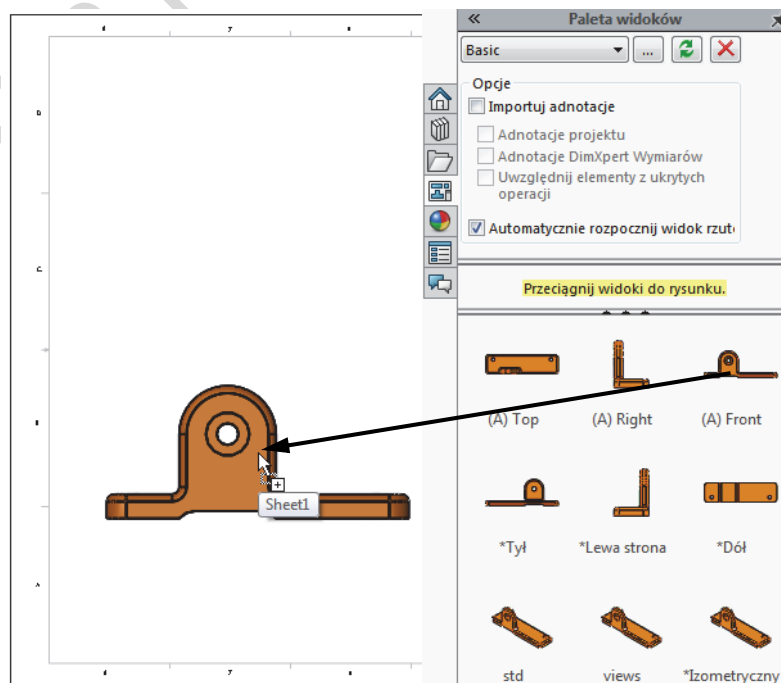 Paleta widoków
Basic
...
Opcje
Importuj adnotacje
Adnotacje projektu
Adnotacje DimXpert Wymiarów
Uwzględnij elementy z ukrytych
operacji
Automatycznie rozpocznij widok rzut
Przeciągnij widoki do rysunku.
(A) Top (A) Right (A) Front
Sheet1
*Tył *Lewa strona *Dół
std views *Izometryczny